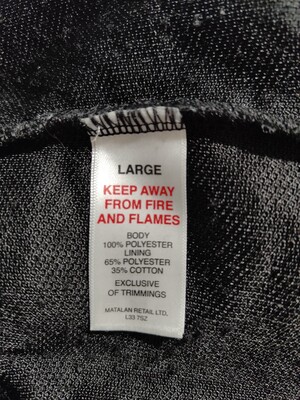 LARGE
KEEP AWAY
FROM FIRE
AND FLAMES
BODY
100% POLYESTER
LINING
65% POLYESTER
35% COTTON
EXCLUSIVE
OF TRIMMINGS
MATALAN RETAIL LTD.
L33 7SZ